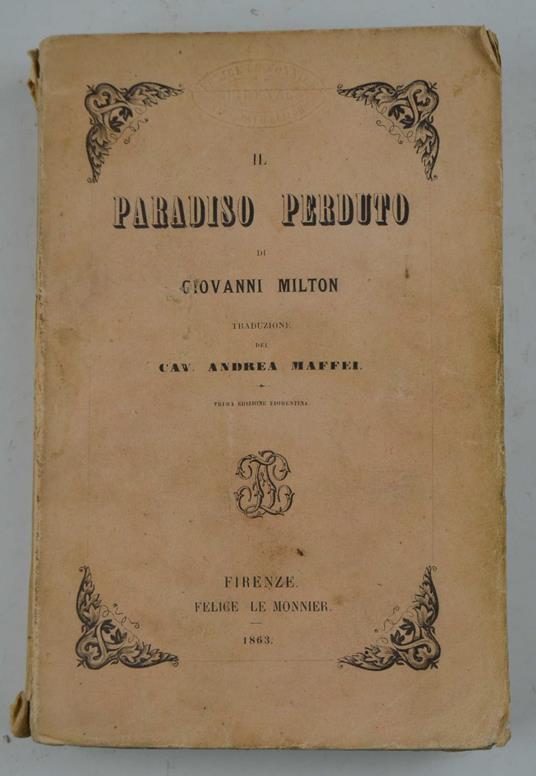 IL
PARADISO PERDUTO
DI
GIOVANNI MILTON
TRADUZIONE
DEL
CAV. ANDREA MAFFEI.
PRIMA EDIZIONE FIORENTINA.
FIRENZE.
FELICE LE MONNIER.
1863.